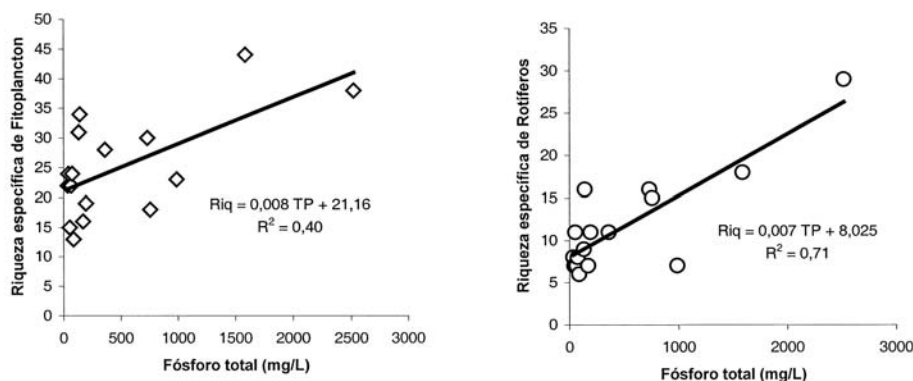 Riqueza específica de Fitoplancton
50
45
40
35
30
25
20
15
10
5
0
Riq = 0,008 TP + 21,16
R² = 0,40
0 500 1000 1500 2000 2500 3000
Fósforo total (mg/L)
Riqueza específica de Rotíferos
35
30
25
20
15
10
5
0
Riq = 0,007 TP + 8,025
R² = 0,71
0 1000 2000 3000
Fósforo total (mg/L)